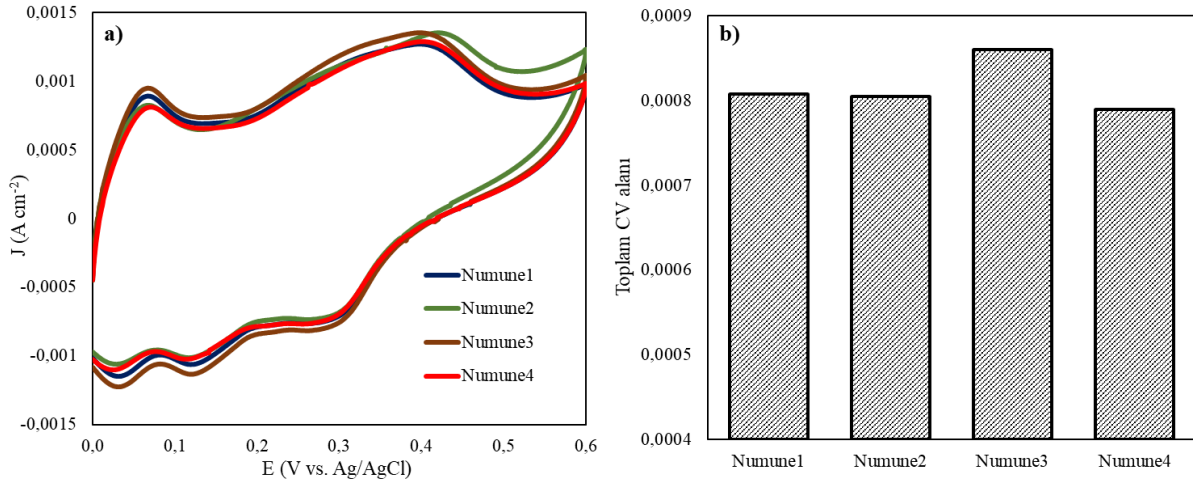 a)
0,0015
0,001
0,0005
0
-0,0005
-0,001
-0,0015
J (A cm⁻²)
0,0
0,1
0,2
0,3
0,4
0,5
0,6
E (V vs. Ag/AgCl)
Numune1
Numune2
Numune3
Numune4
b)
0,0009
0,0008
0,0007
0,0006
0,0005
0,0004
Toplam CV alanı
Numune1
Numune2
Numune3
Numune4